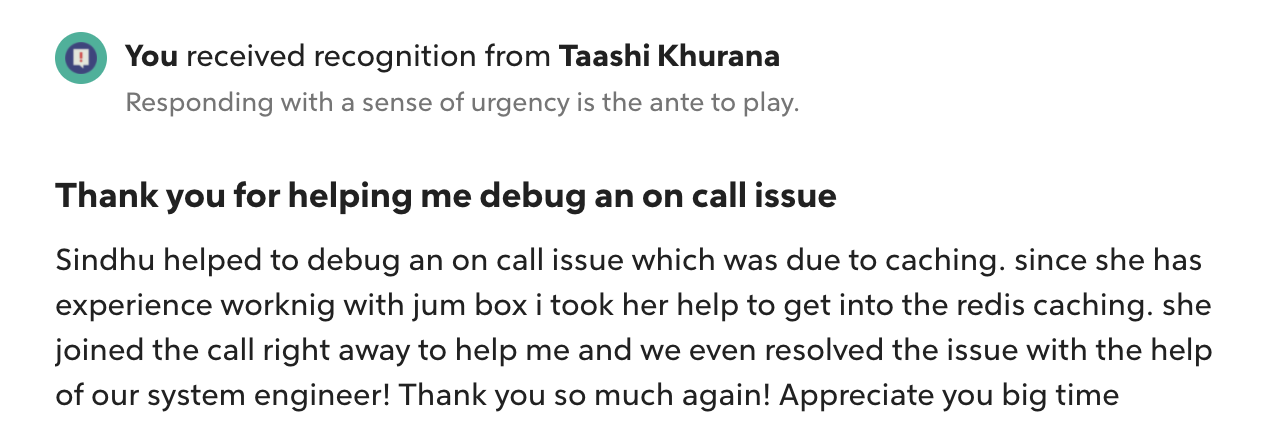 You received recognition from Taashi Khurana
Responding with a sense of urgency is the ante to play.
Thank you for helping me debug an on call issue
Sindhu helped to debug an on call issue which was due to caching. since she has
experience worknig with jum box i took her help to get into the redis caching. she
joined the call right away to help me and we even resolved the issue with the help
of our system engineer! Thank you so much again! Appreciate you big time